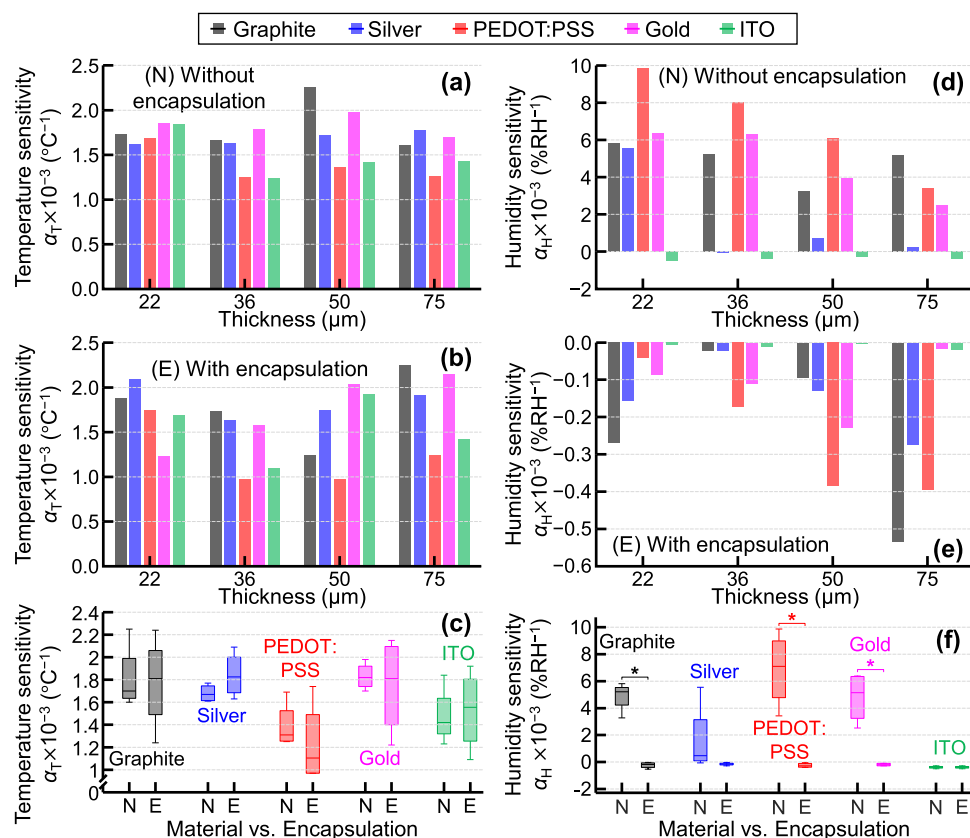 Graphite Silver PEDOT:PSS Gold ITO
Temperature sensitivity
α_T×10⁻³ (°C⁻¹)
2.5
2.0
1.5
1.0
0.5
0.0
(N) Without
encapsulation
(a)
22 36 50 75
Thickness (µm)
Humidity sensitivity
α_H×10⁻³ (%RH⁻¹)
10
8
6
4
2
0
−2
(N) Without encapsulation
(d)
22 36 50 75
Thickness (µm)
Temperature sensitivity
α_T×10⁻³ (°C⁻¹)
2.5
2.0
1.5
1.0
0.5
0.0
(E) With encapsulation
(b)
22 36 50 75
Thickness (µm)
Humidity sensitivity
α_H×10⁻³ (%RH⁻¹)
0.0
−0.1
−0.2
−0.3
−0.4
−0.5
−0.6
(E) With encapsulation
(e)
22 36 50 75
Thickness (µm)
Temperature sensitivity
α_T×10⁻³ (°C⁻¹)
2.4
2.2
2
1.8
1.6
1.4
1.2
1
0
(c)
PEDOT:
PSS
ITO
Silver
Graphite
Gold
N E N E N E N E N E
Material vs. Encapsulation
Humidity sensitivity
α_H ×10⁻³ (%RH⁻¹)
10
8
6
4
2
0
−2
(f)
*
Graphite
Gold
*
*
Silver
PEDOT:
PSS
ITO
N E N E N E N E N E
Material vs. Encapsulation